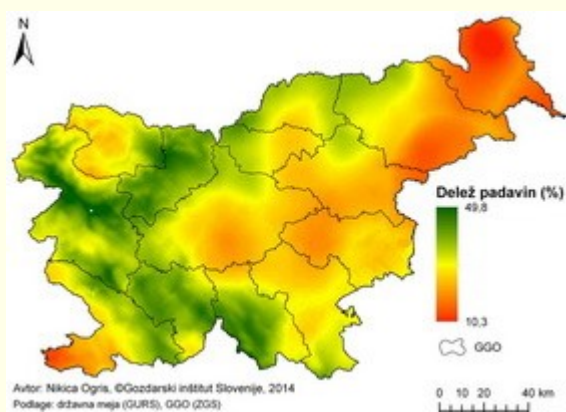 N
Delež padavin (%)
49,8
10,3
GGO
Avtor: Nikica Ogris, ©Gozdarski inštitut Slovenije, 2014
Podlage: državna meja (GURS), GGO (ZGS)
0 10 20 40 km